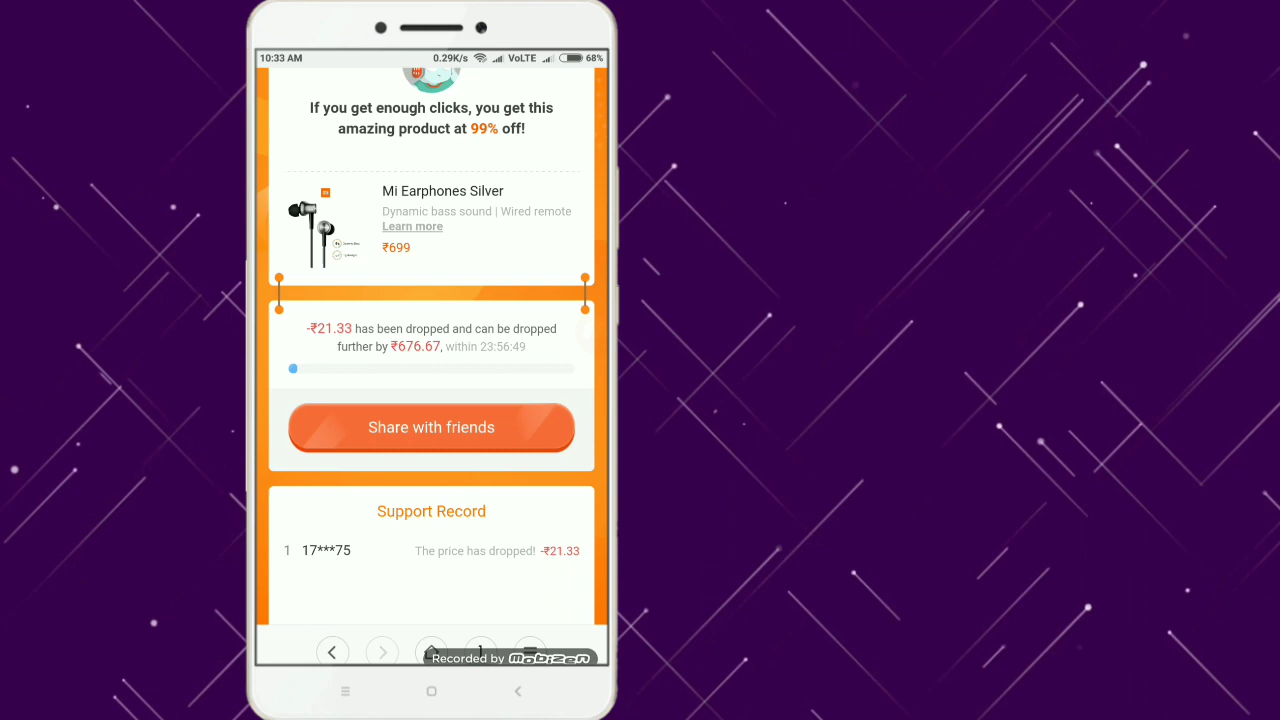 10:33 AM 0.29K/s VoLTE 68%
If you get enough clicks, you get this
amazing product at 99% off!
Mi Earphones Silver
Dynamic bass sound | Wired remote
Learn more
₹699
-₹21.33 has been dropped and can be dropped
further by ₹676.67, within 23:56:49
Share with friends
Support Record
1 17***75 The price has dropped! -₹21.33
Recorded by mobizen